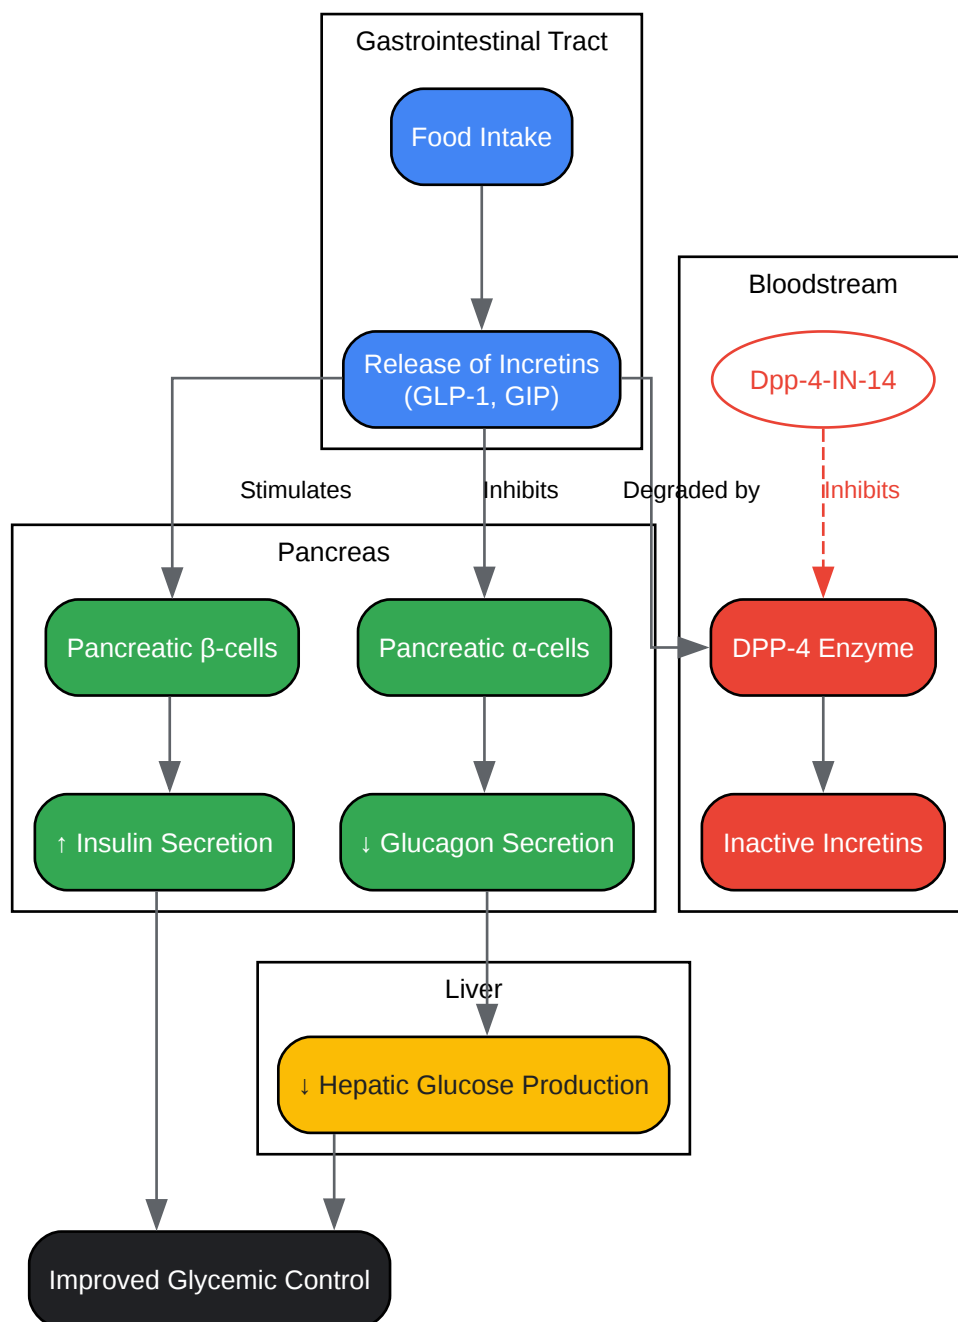 Gastrointestinal Tract
Food Intake
Release of Incretins
(GLP-1, GIP)
Bloodstream
Dpp-4-IN-14
Stimulates
Inhibits
Degraded by
Inhibits
Pancreas
Pancreatic β-cells
Pancreatic α-cells
DPP-4 Enzyme
↑ Insulin Secretion
↓ Glucagon Secretion
Inactive Incretins
Liver
↓ Hepatic Glucose Production
Improved Glycemic Control